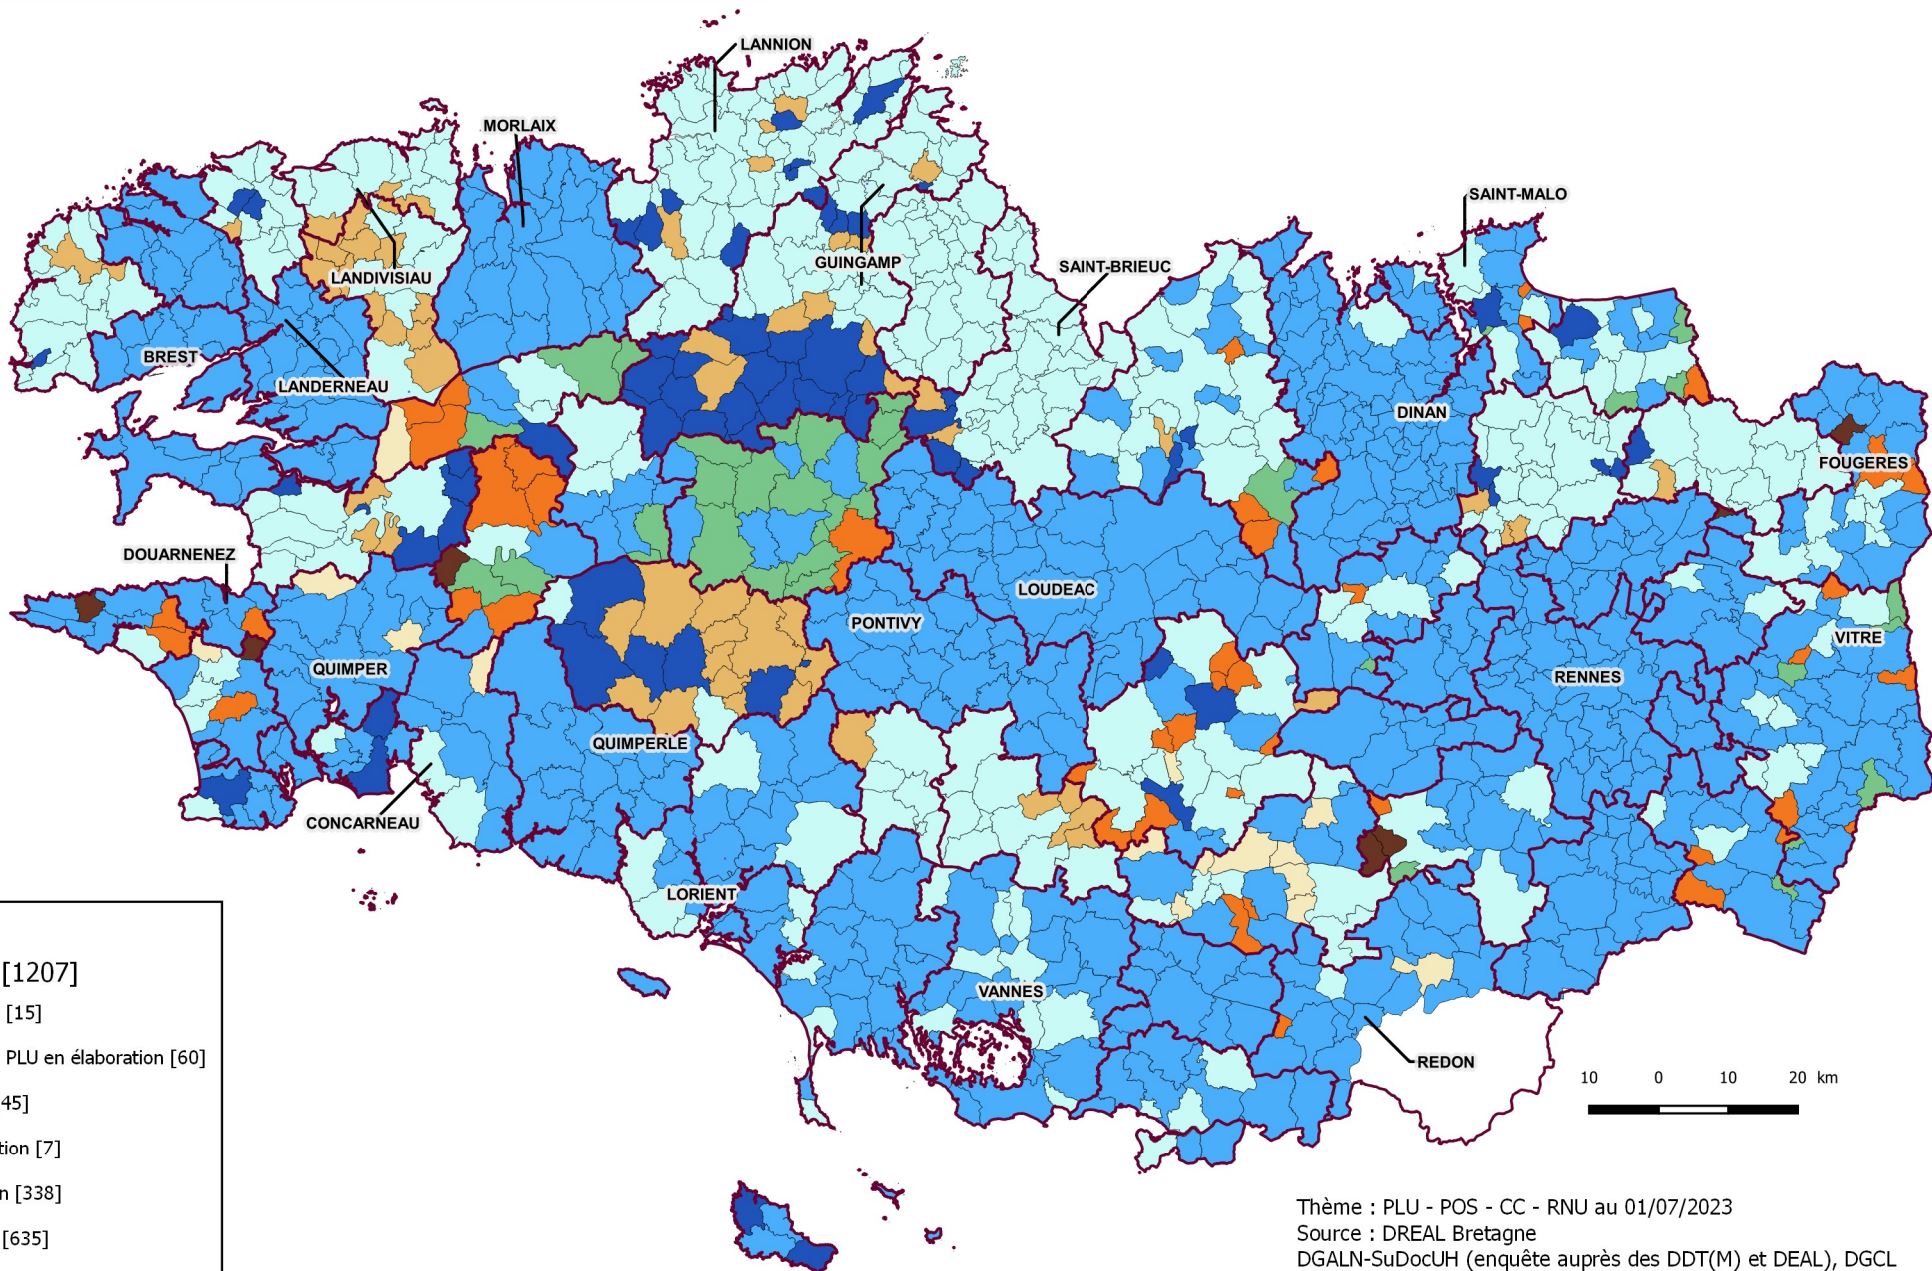 LANNION
MORLAIX
SAINT-MALO
GUINGAMP
SAINT-BRIEUC
LANDIVISIAU
BREST
LANDERNEAU
DINAN
FOUGERES
DOUARNENEZ
LOUDEAC
PONTIVY
VITRE
QUIMPER
RENNES
QUIMPERLE
CONCARNEAU
LORIENT
VANNES
REDON
[1207]
[15]
PLU en élaboration [60]
45]
tion [7]
n [338]
[635]
10 0 10 20 km
Thème : PLU - POS - CC - RNU au 01/07/2023
Source : DREAL Bretagne
DGALN-SuDocUH (enquête auprès des DDT(M) et DEAL), DGCL